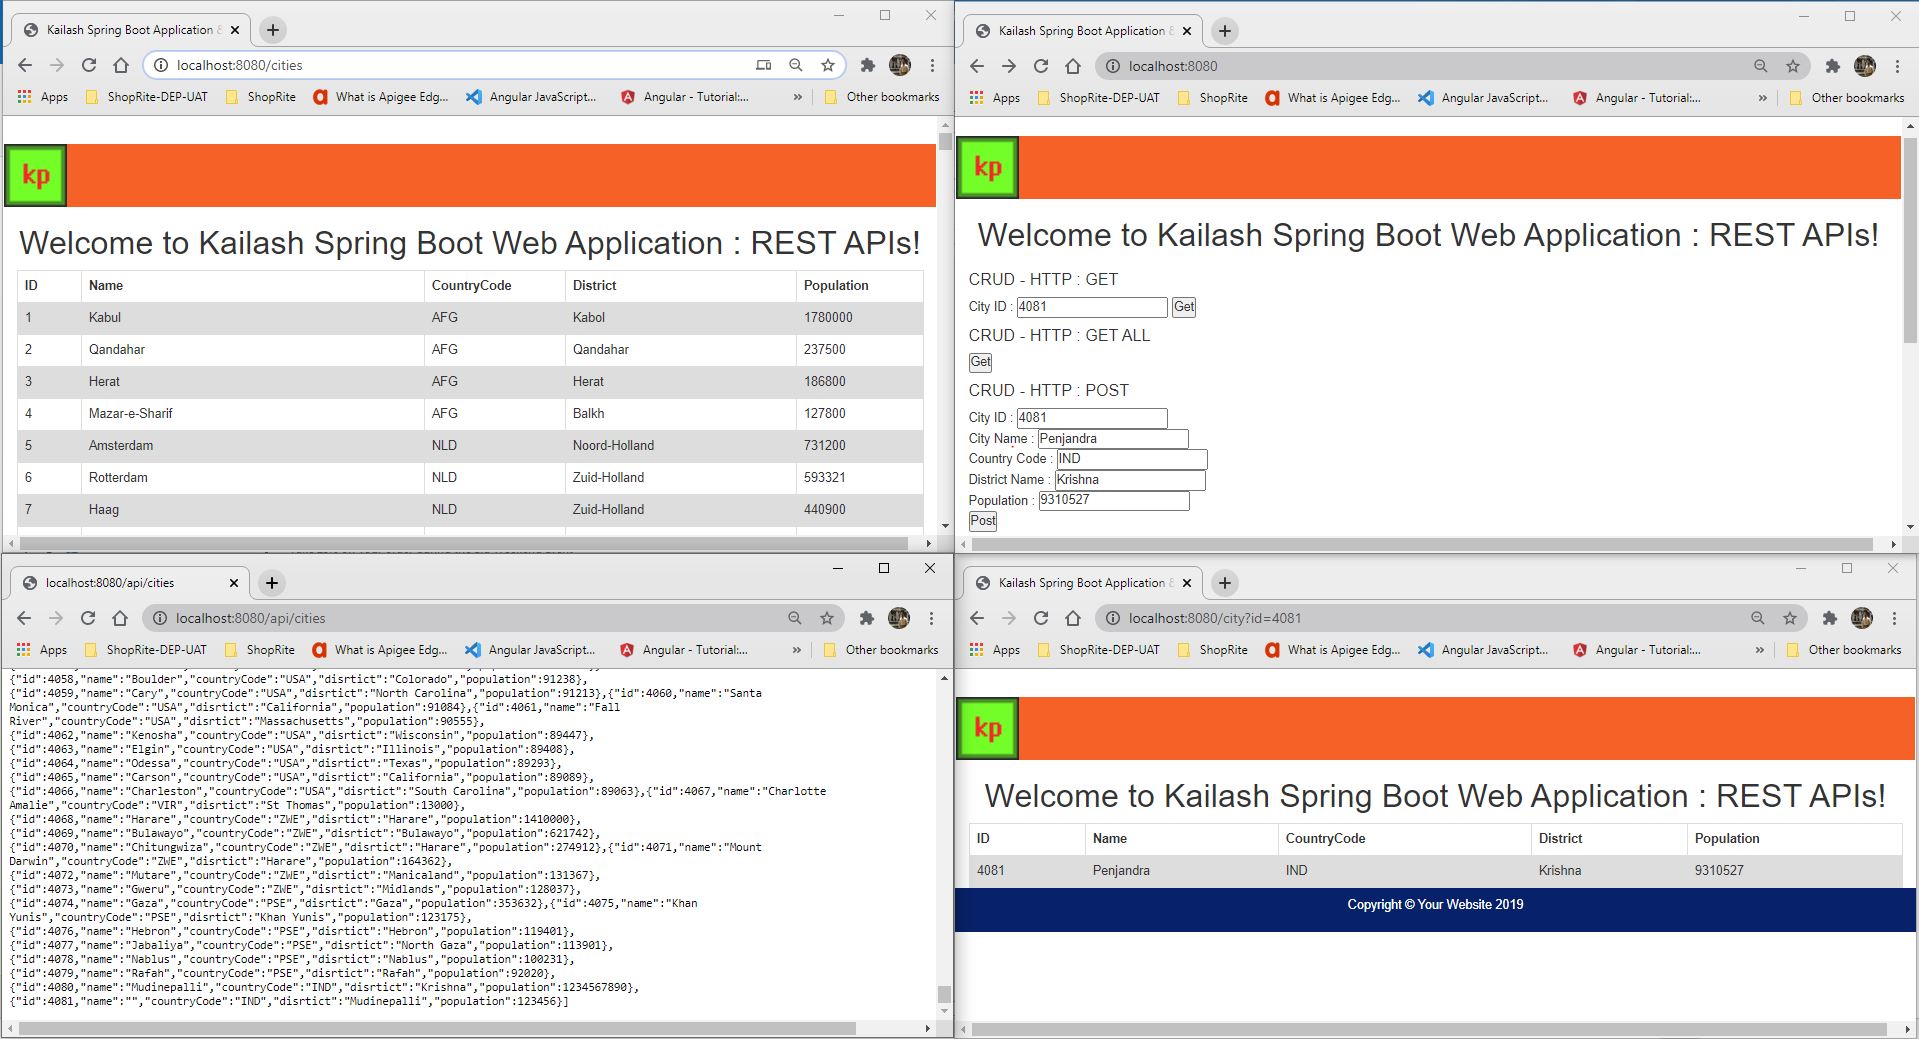 Kailash Spring Boot Application &
localhost:8080/cities
Apps ShopRite-DEP-UAT ShopRite What is Apigee Edg... Angular JavaScript... Angular - Tutorial:... » Other bookmarks
kp
Welcome to Kailash Spring Boot Web Application : REST APIs!
ID Name CountryCode District Population
1 Kabul AFG Kabol 1780000
2 Qandahar AFG Qandahar 237500
3 Herat AFG Herat 186800
4 Mazar-e-Sharif AFG Balkh 127800
5 Amsterdam NLD Noord-Holland 731200
6 Rotterdam NLD Zuid-Holland 593321
7 Haag NLD Zuid-Holland 440900
Kailash Spring Boot Application &
localhost:8080
Apps ShopRite-DEP-UAT ShopRite What is Apigee Edg... Angular JavaScript... Angular - Tutorial:... » Other bookmarks
kp
Welcome to Kailash Spring Boot Web Application : REST APIs!
CRUD - HTTP : GET
City ID : 4081 Get
CRUD - HTTP : GET ALL
Get
CRUD - HTTP : POST
City ID : 4081
City Name : Penjandra
Country Code : IND
District Name : Krishna
Population : 9310527
Post
localhost:8080/api/cities
localhost:8080/api/cities
Apps ShopRite-DEP-UAT ShopRite What is Apigee Edg... Angular JavaScript... Angular - Tutorial:... » Other bookmarks
{"id":4058,"name":"Boulder","countryCode":"USA","disrtict":"Colorado","population":91238},
{"id":4059,"name":"Cary","countryCode":"USA","disrtict":"North Carolina","population":91213},{"id":4060,"name":"Santa
Monica","countryCode":"USA","disrtict":"California","population":91084},{"id":4061,"name":"Fall
River","countryCode":"USA","disrtict":"Massachusetts","population":90555},
{"id":4062,"name":"Kenosha","countryCode":"USA","disrtict":"Wisconsin","population":89447},
{"id":4063,"name":"Elgin","countryCode":"USA","disrtict":"Illinois","population":89408},
{"id":4064,"name":"Odessa","countryCode":"USA","disrtict":"Texas","population":89293},
{"id":4065,"name":"Carson","countryCode":"USA","disrtict":"California","population":89089},
{"id":4066,"name":"Charleston","countryCode":"USA","disrtict":"South Carolina","population":89063},{"id":4067,"name":"Charlotte
Amalie","countryCode":"VIR","disrtict":"St Thomas","population":13000},
{"id":4068,"name":"Harare","countryCode":"ZWE","disrtict":"Harare","population":1410000},
{"id":4069,"name":"Bulawayo","countryCode":"ZWE","disrtict":"Bulawayo","population":621742},
{"id":4070,"name":"Chitungwiza","countryCode":"ZWE","disrtict":"Harare","population":274912},{"id":4071,"name":"Mount
Darwin","countryCode":"ZWE","disrtict":"Harare","population":164362},
{"id":4072,"name":"Mutare","countryCode":"ZWE","disrtict":"Manicaland","population":131367},
{"id":4073,"name":"Gweru","countryCode":"ZWE","disrtict":"Midlands","population":128037},
{"id":4074,"name":"Gaza","countryCode":"PSE","disrtict":"Gaza","population":353632},{"id":4075,"name":"Khan
Yunis","countryCode":"PSE","disrtict":"Khan Yunis","population":123175},
{"id":4076,"name":"Hebron","countryCode":"PSE","disrtict":"Hebron","population":119401},
{"id":4077,"name":"Jabaliya","countryCode":"PSE","disrtict":"North Gaza","population":113901},
{"id":4078,"name":"Nablus","countryCode":"PSE","disrtict":"Nablus","population":100231},
{"id":4079,"name":"Rafah","countryCode":"PSE","disrtict":"Rafah","population":92020},
{"id":4080,"name":"Mudinepalli","countryCode":"IND","disrtict":"Krishna","population":1234567890},
{"id":4081,"name":"","countryCode":"IND","disrtict":"Mudinepalli","population":123456}]
Kailash Spring Boot Application &
localhost:8080/city?id=4081
Apps ShopRite-DEP-UAT ShopRite What is Apigee Edg... Angular JavaScript... Angular - Tutorial:... » Other bookmarks
kp
Welcome to Kailash Spring Boot Web Application : REST APIs!
ID Name CountryCode District Population
4081 Penjandra IND Krishna 9310527
Copyright © Your Website 2019